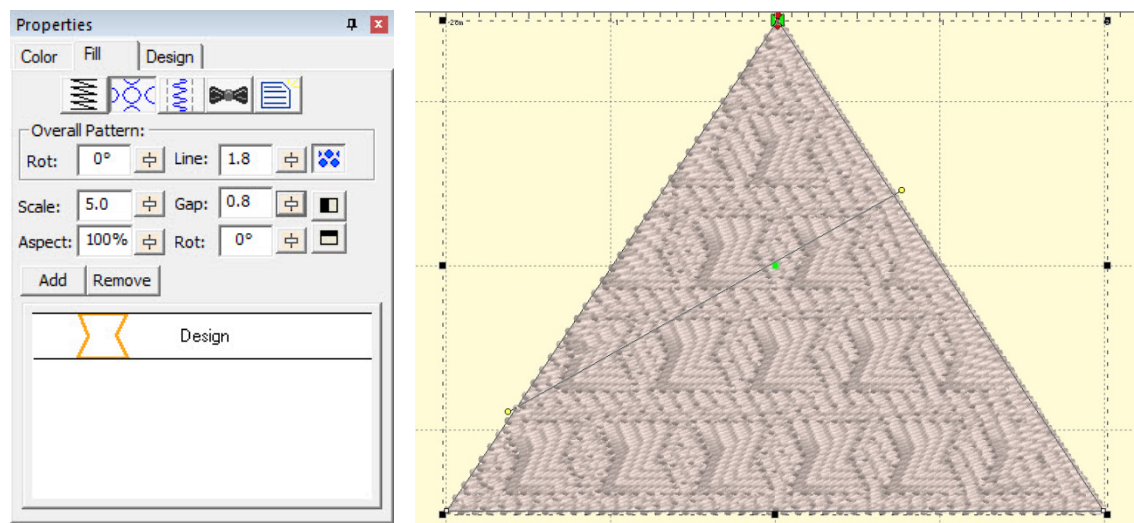 Properties
Color Fill Design
Overall Pattern:
Rot: 0° Line: 1.8
Scale: 5.0 Gap: 0.8
Aspect: 100% Rot: 0°
Add Remove
Design